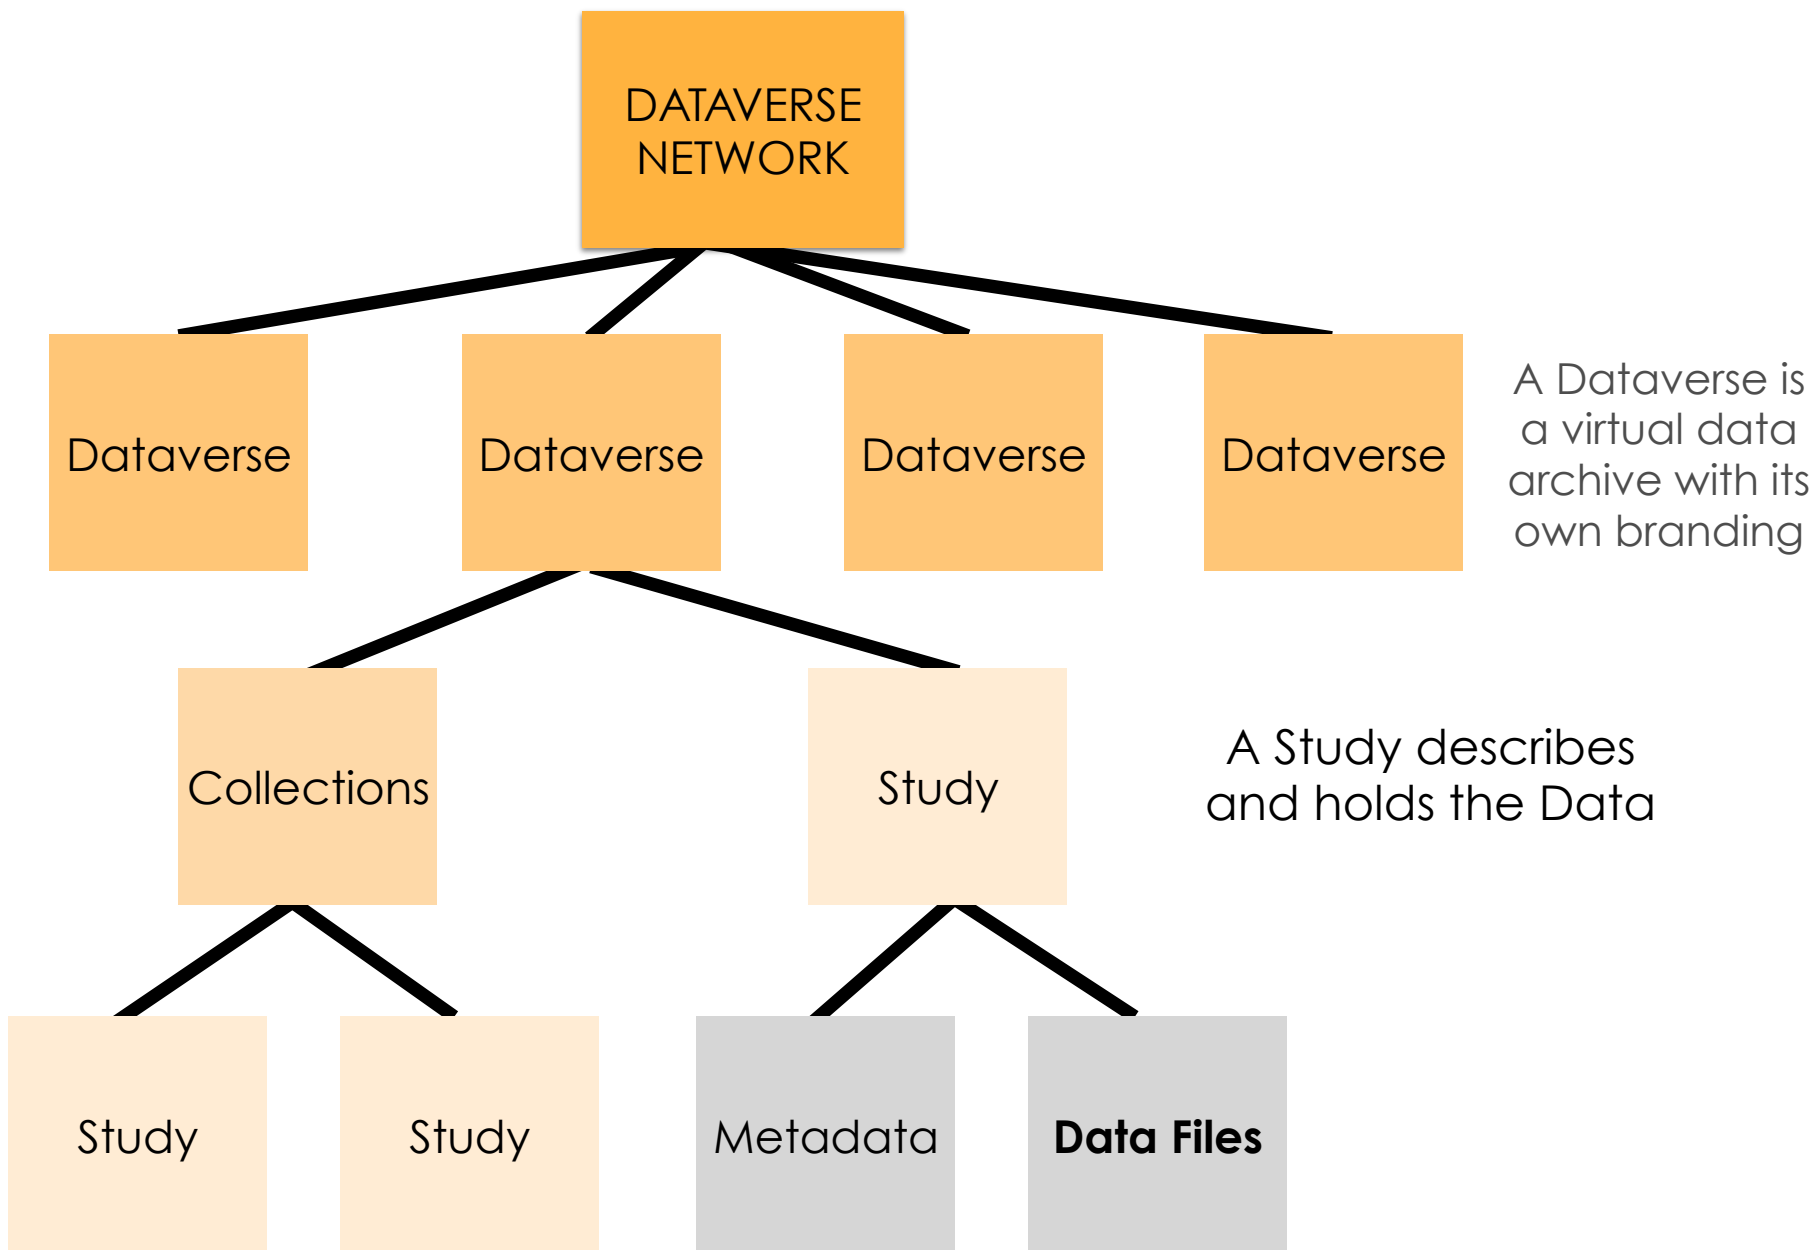 DATAVERSE
NETWORK
Dataverse
Dataverse
Dataverse
Dataverse
A Dataverse is
a virtual data
archive with its
own branding
Collections
Study
A Study describes
and holds the Data
Study
Study
Metadata
Data Files